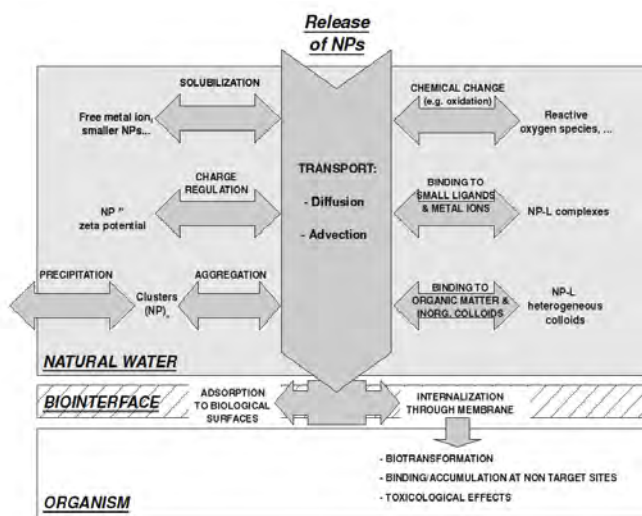 Release
of NPs
SOLUBILIZATION
Free metal ion,
smaller NPs...
CHARGE
REGULATION
NP n-
zeta potential
PRECIPITATION
Clusters
(NP)n
AGGREGATION
TRANSPORT:
- Diffusion
- Advection
CHEMICAL CHANGE
(e.g. oxidation)
Reactive
oxygen species, ...
BINDING TO
SMALL LIGANDS
& METAL IONS
NP-L complexes
BINDING TO
ORGANIC MATTER &
INORG. COLLOIDS
NP-L
heterogeneous
colloids
NATURAL WATER
BIOINTERFACE
ADSORPTION
TO BIOLOGICAL
SURFACES
INTERNALIZATION
THROUGH MEMBRANE
- BIOTRANSFORMATION
- BINDING/ACCUMULATION AT NON TARGET SITES
- TOXICOLOGICAL EFFECTS
ORGANISM